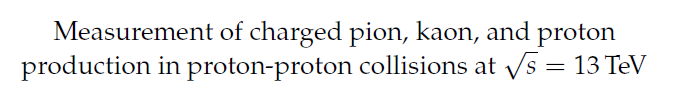 Measurement of charged pion, kaon, and proton
production in proton-proton collisions at √s = 13 TeV